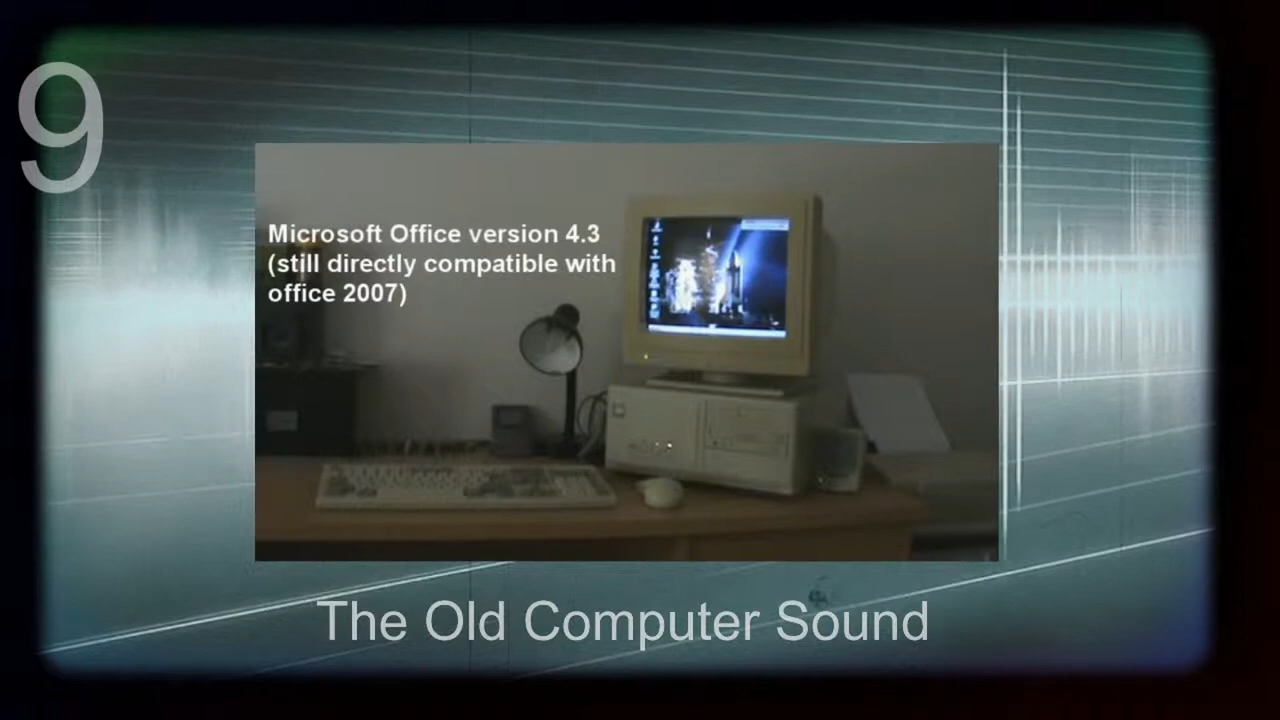 9
Microsoft Office version 4.3
(still directly compatible with
office 2007)
The Old Computer Sound